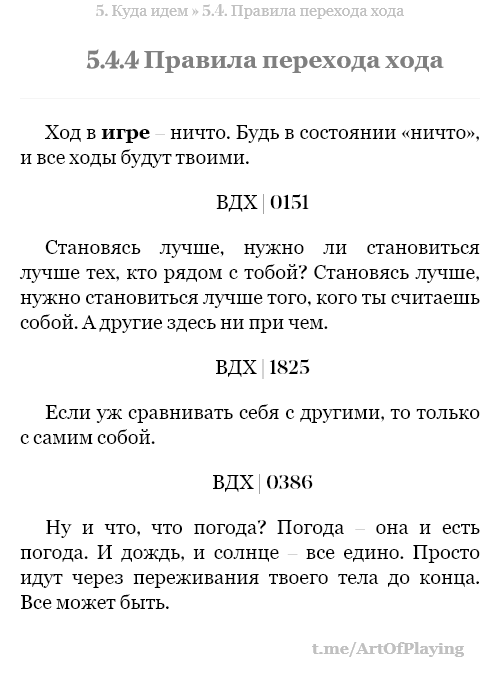 5. Куда идем » 5.4. Правила перехода хода
5.4.4 Правила перехода хода
Ход в игре – ничто. Будь в состоянии «ничто»,
и все ходы будут твоими.
ВДХ | 0151
Становясь лучше, нужно ли становиться
лучше тех, кто рядом с тобой? Становясь лучше,
нужно становиться лучше того, кого ты считаешь
собой. А другие здесь ни при чем.
ВДХ | 1825
Если уж сравнивать себя с другими, то только
с самим собой.
ВДХ | 0386
Ну и что, что погода? Погода – она и есть
погода. И дождь, и солнце – все едино. Просто
идут через переживания твоего тела до конца.
Все может быть.
t.me/ArtOfPlaying